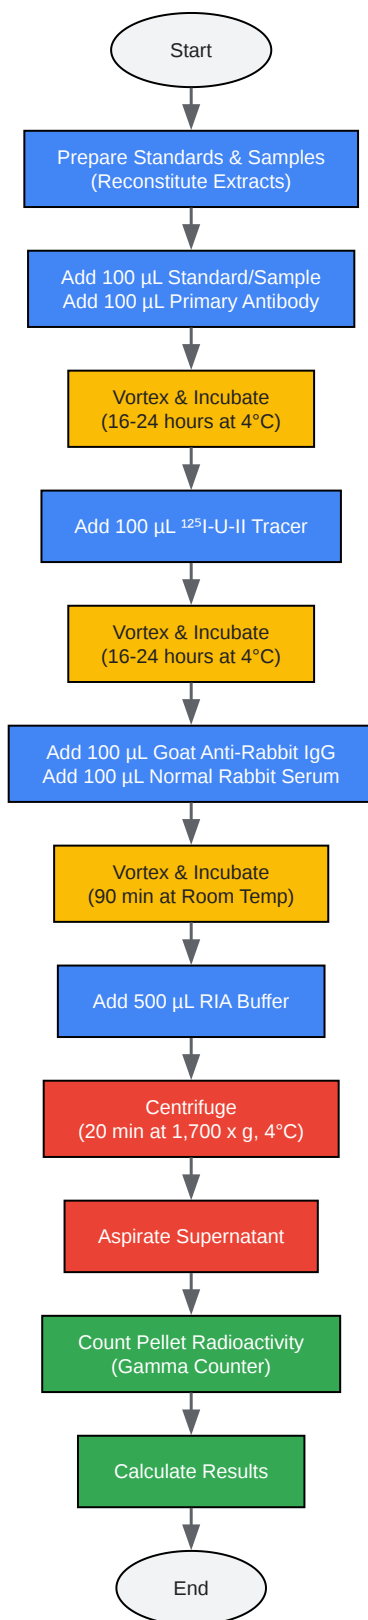 Start
Prepare Standards & Samples
(Reconstitute Extracts)
Add 100 µL Standard/Sample
Add 100 µL Primary Antibody
Vortex & Incubate
(16-24 hours at 4°C)
Add 100 µL ¹²⁵I-U-II Tracer
Vortex & Incubate
(16-24 hours at 4°C)
Add 100 µL Goat Anti-Rabbit IgG
Add 100 µL Normal Rabbit Serum
Vortex & Incubate
(90 min at Room Temp)
Add 500 µL RIA Buffer
Centrifuge
(20 min at 1,700 x g, 4°C)
Aspirate Supernatant
Count Pellet Radioactivity
(Gamma Counter)
Calculate Results
End